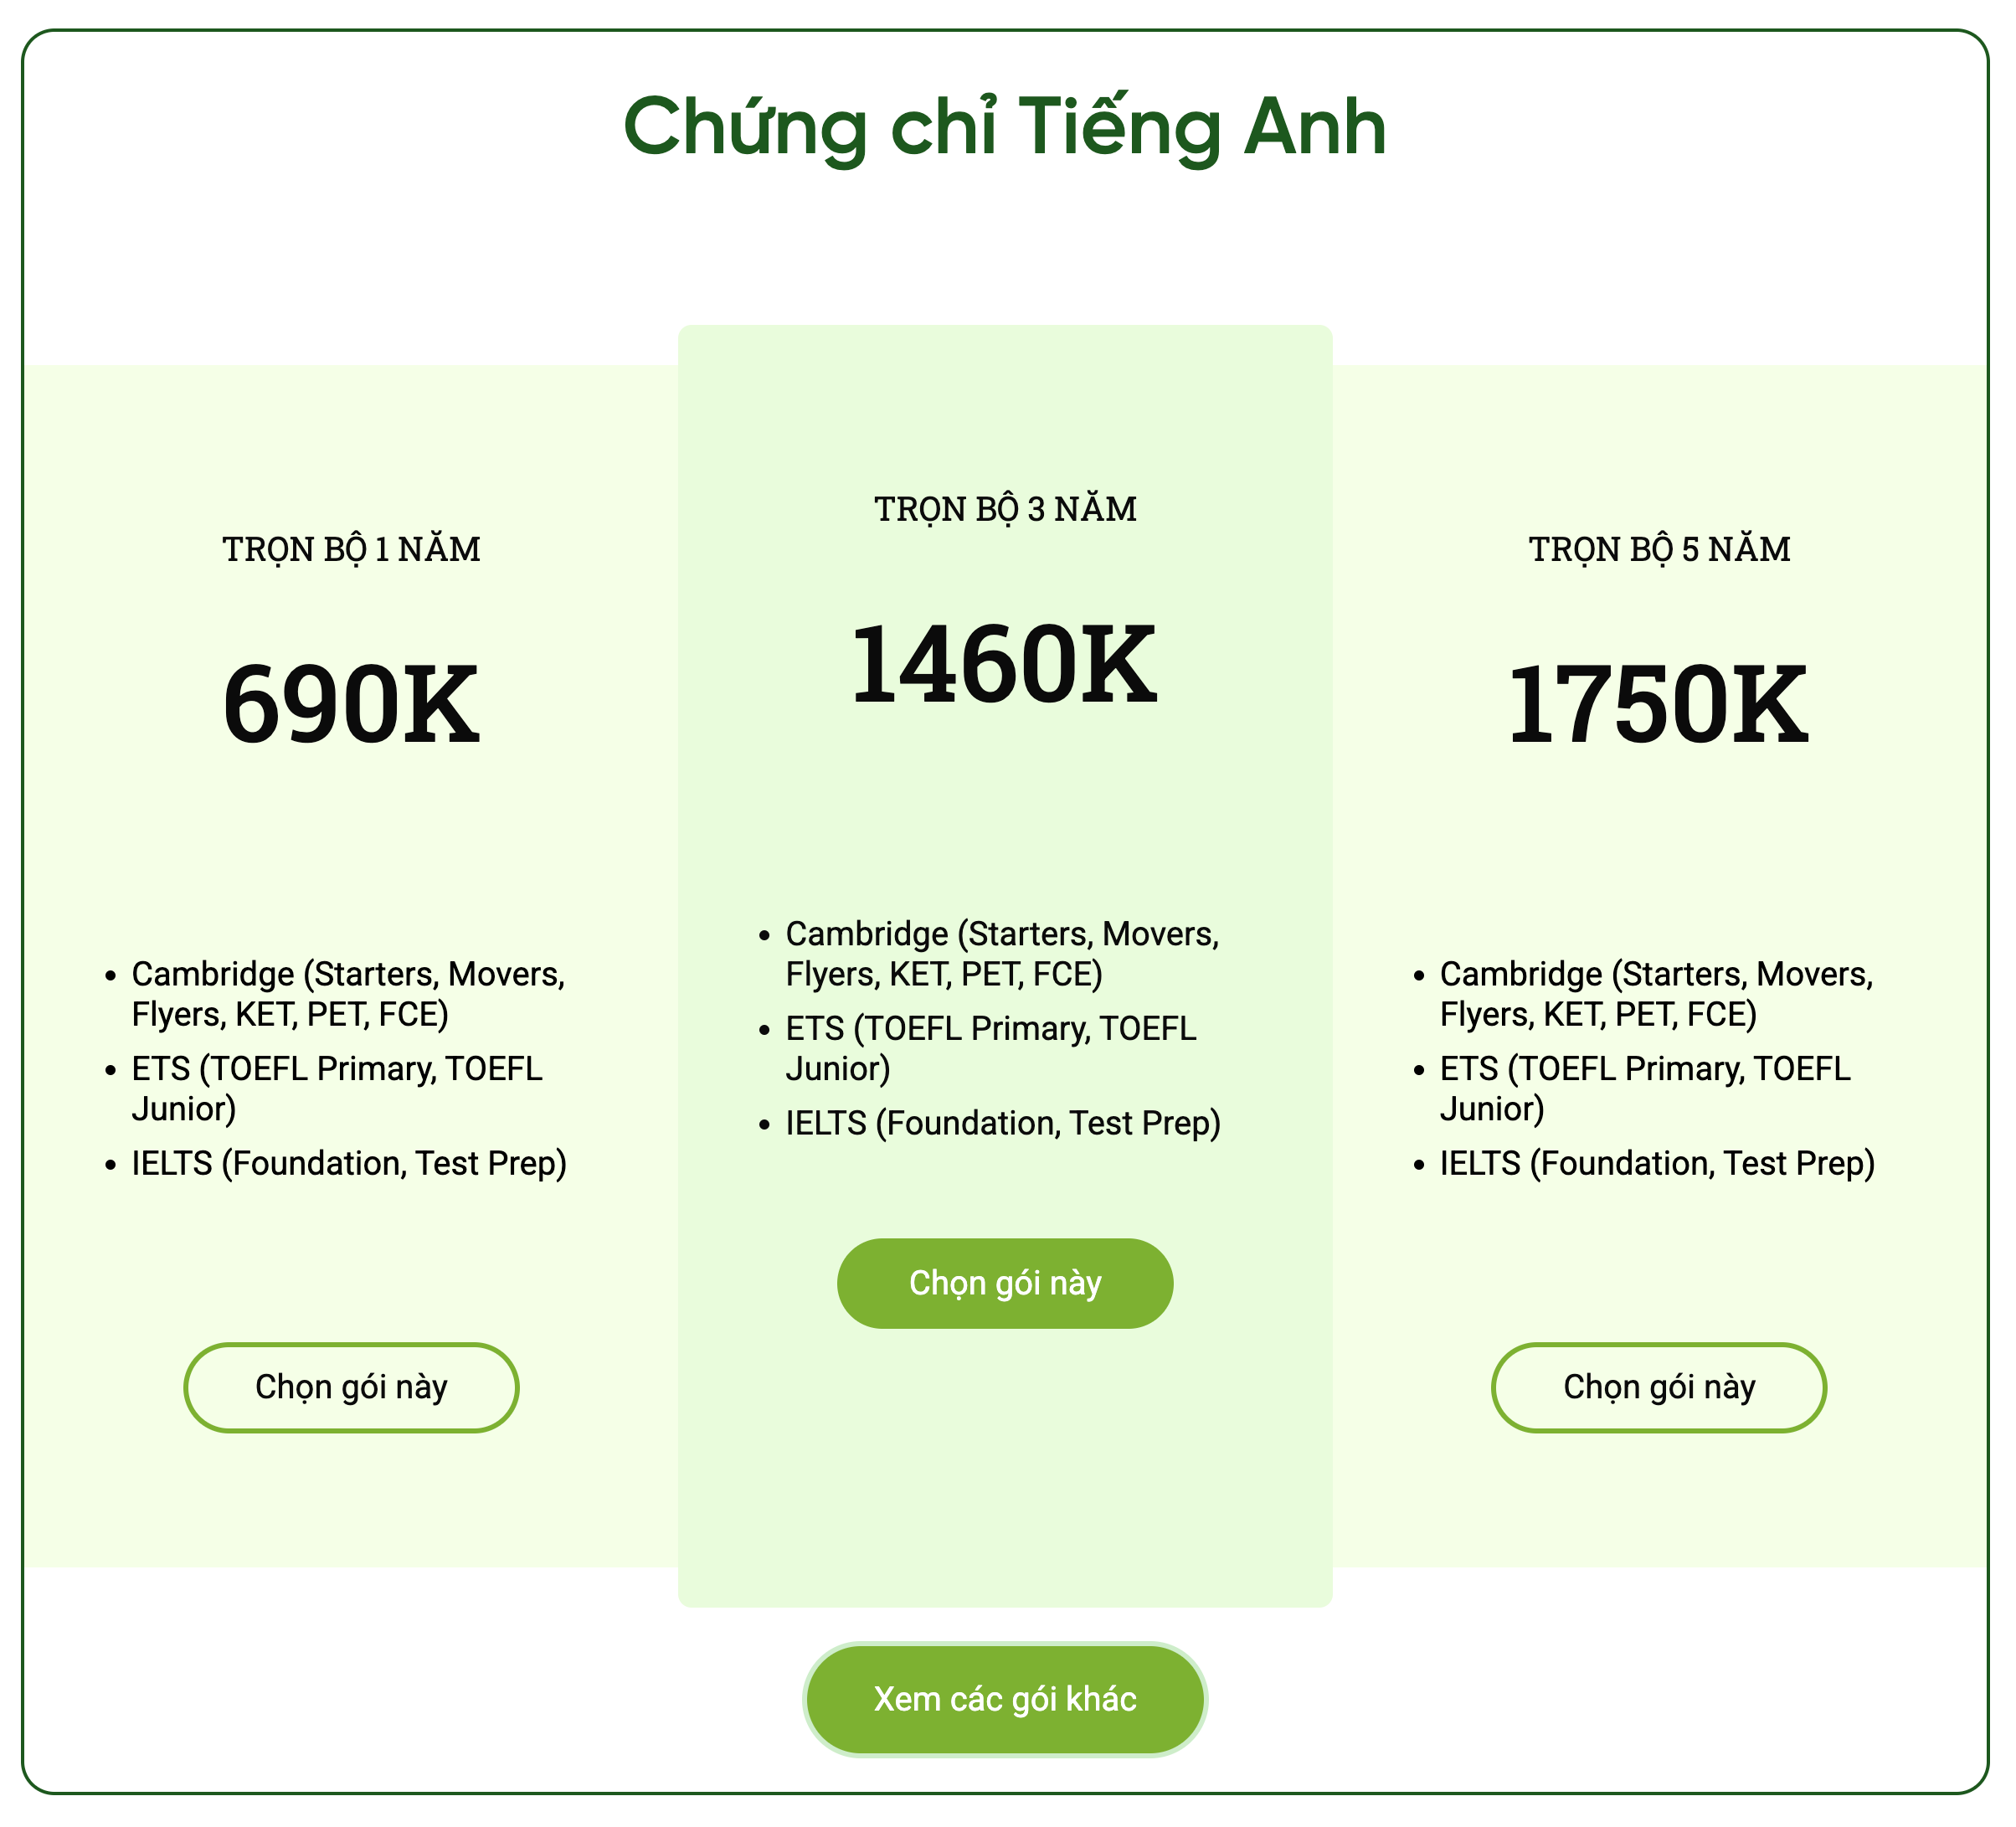 Chứng chỉ Tiếng Anh
TRỌN BỘ 1 NĂM
690K
• Cambridge (Starters, Movers,
Flyers, KET, PET, FCE)
• ETS (TOEFL Primary, TOEFL
Junior)
• IELTS (Foundation, Test Prep)
Chọn gói này
TRỌN BỘ 3 NĂM
1460K
• Cambridge (Starters, Movers,
Flyers, KET, PET, FCE)
• ETS (TOEFL Primary, TOEFL
Junior)
• IELTS (Foundation, Test Prep)
Chọn gói này
TRỌN BỘ 5 NĂM
1750K
• Cambridge (Starters, Movers,
Flyers, KET, PET, FCE)
• ETS (TOEFL Primary, TOEFL
Junior)
• IELTS (Foundation, Test Prep)
Chọn gói này
Xem các gói khác